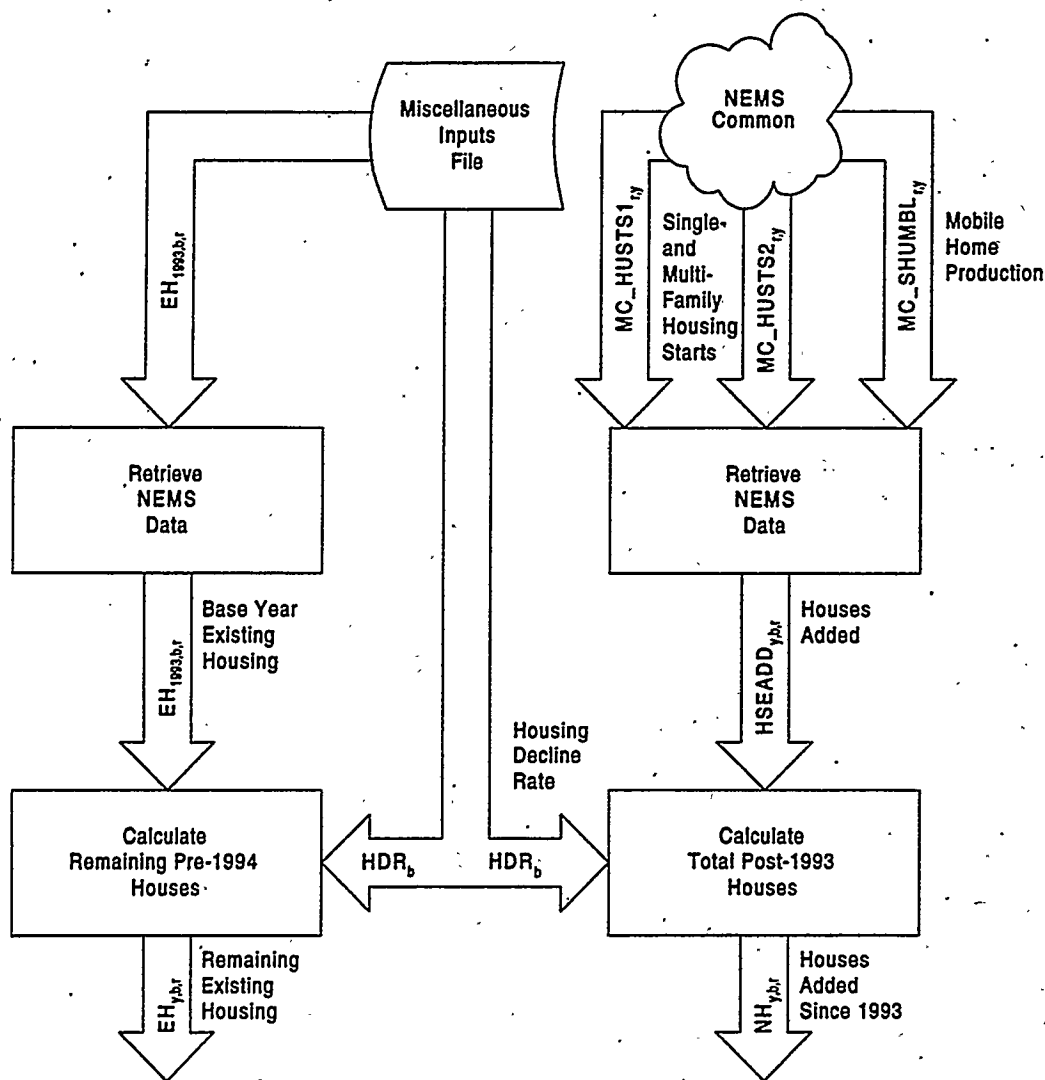 Miscellaneous
Inputs
File
NEMS
Common
EH1993,b,r
MC_HUSTS1r,y
Single-
and
Multi-
Family
Housing
Starts
MC_HUSTS2r,y
MC_SHUMBLr,y
Mobile
Home
Production
Retrieve
NEMS
Data
Retrieve
NEMS
Data
EH1993,b,r
Base Year
Existing
Housing
HSEADDy,b,r
Houses
Added
Housing
Decline
Rate
Calculate
Remaining Pre-1994
Houses
HDRb
HDRb
Calculate
Total Post-1993
Houses
EHy,b,r
Remaining
Existing
Housing
NHy,b,r
Houses
Added
Since 1993